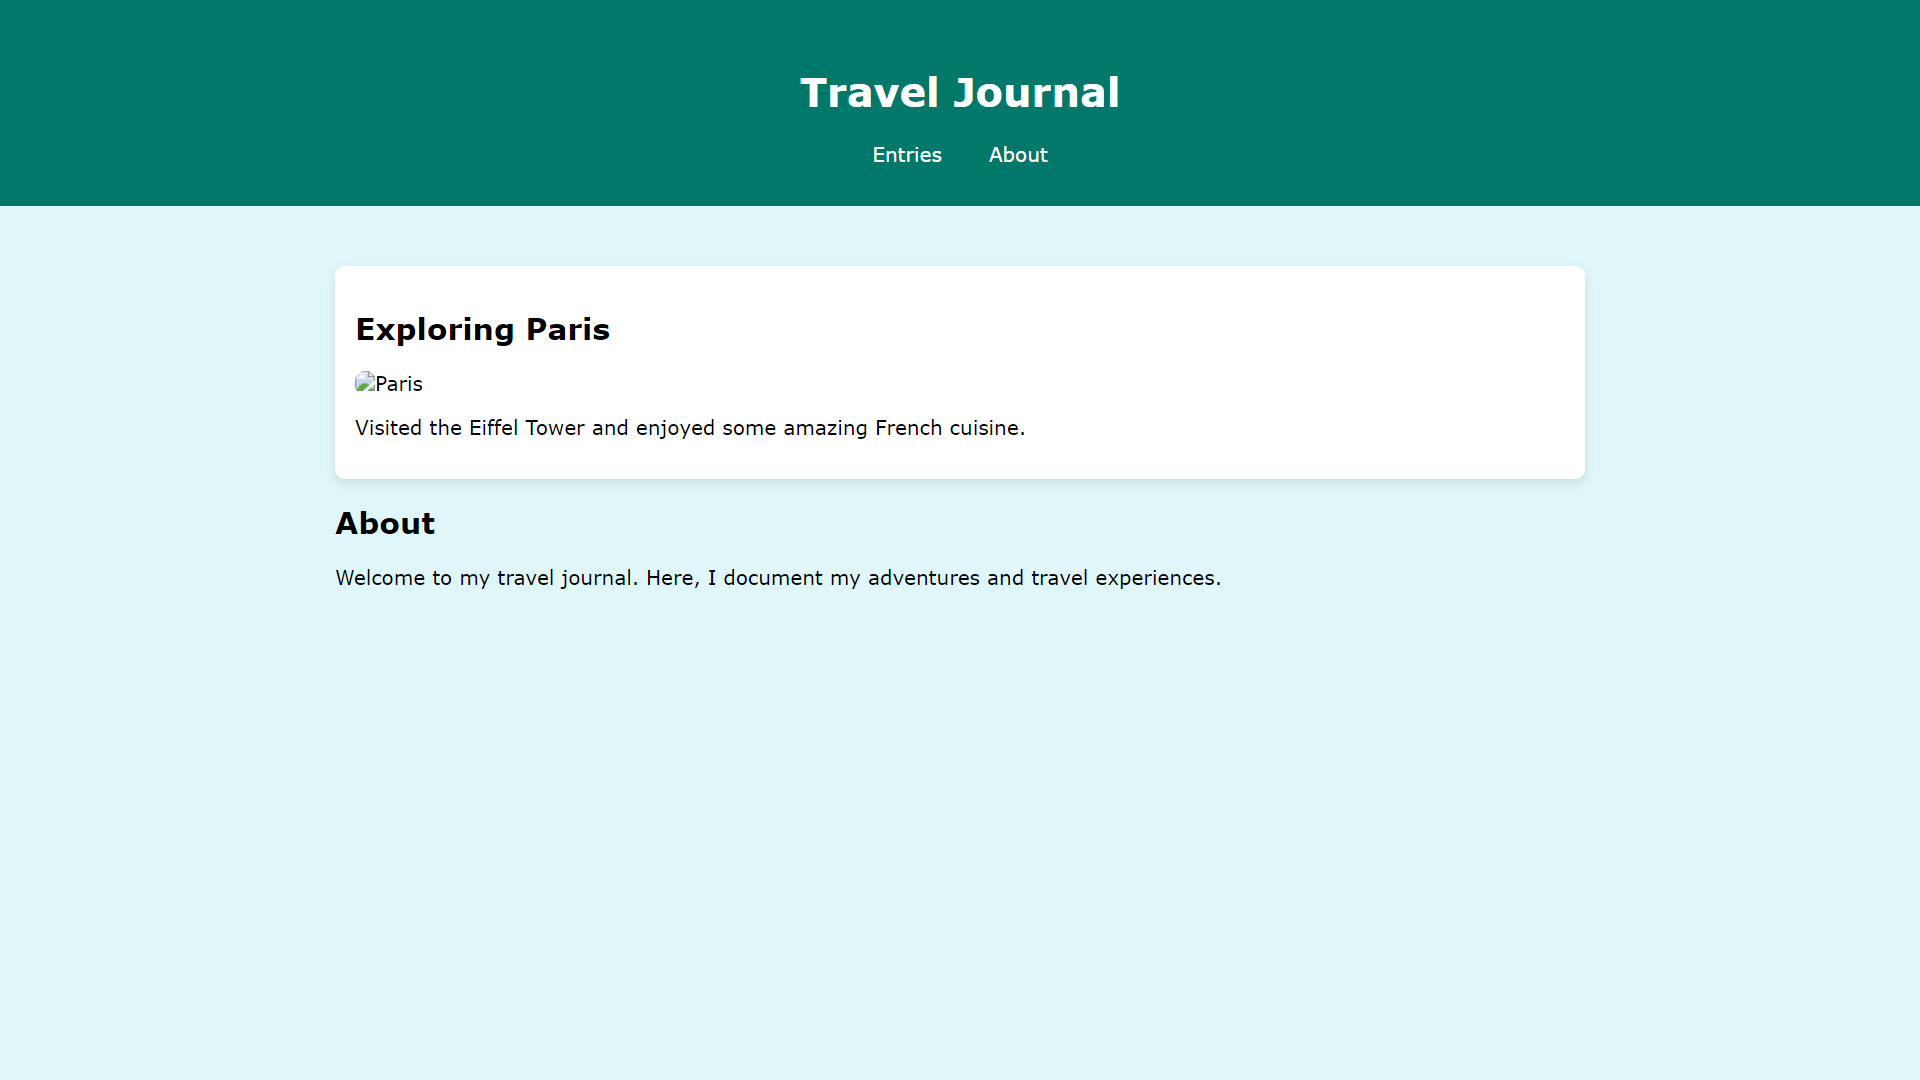 Travel Journal
Entries About
Exploring Paris
Paris
Visited the Eiffel Tower and enjoyed some amazing French cuisine.
About
Welcome to my travel journal. Here, I document my adventures and travel experiences.